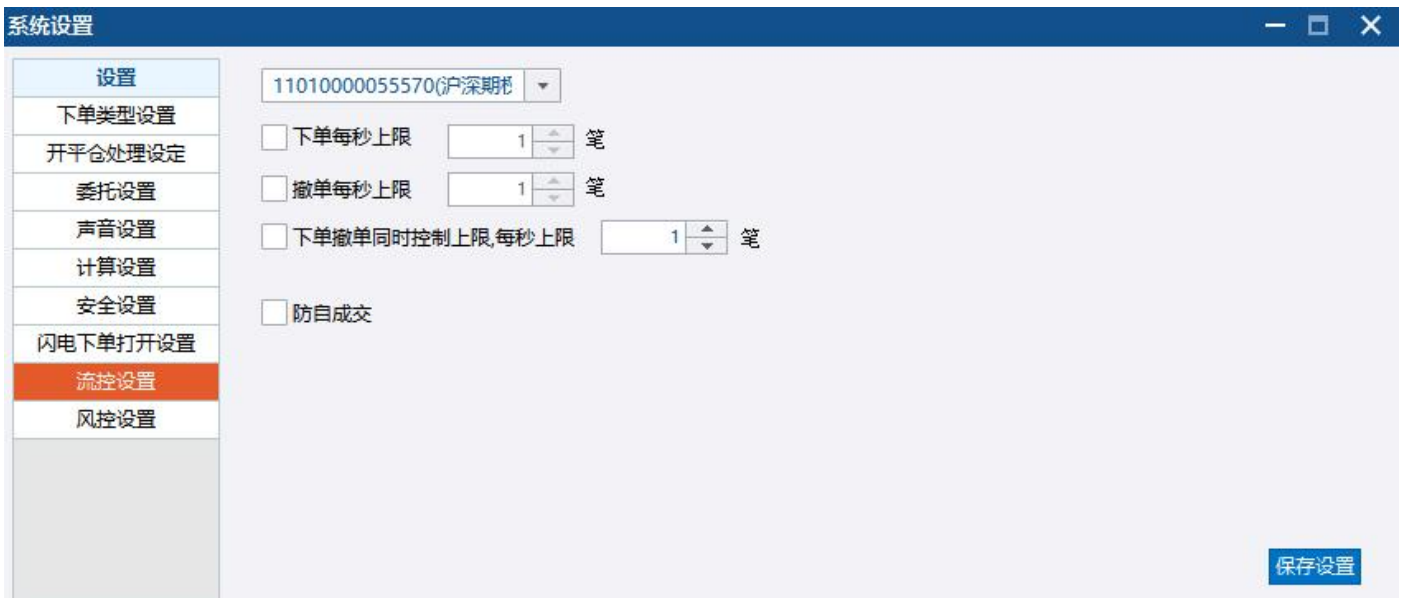 系统设置
设置
下单类型设置
开平仓处理设定
委托设置
声音设置
计算设置
安全设置
闪电下单打开设置
流控设置
风控设置
11010000055570(沪深期
下单每秒上限 1 笔
撤单每秒上限 1 笔
下单撤单同时控制上限,每秒上限 1 笔
防自成交
保存设置